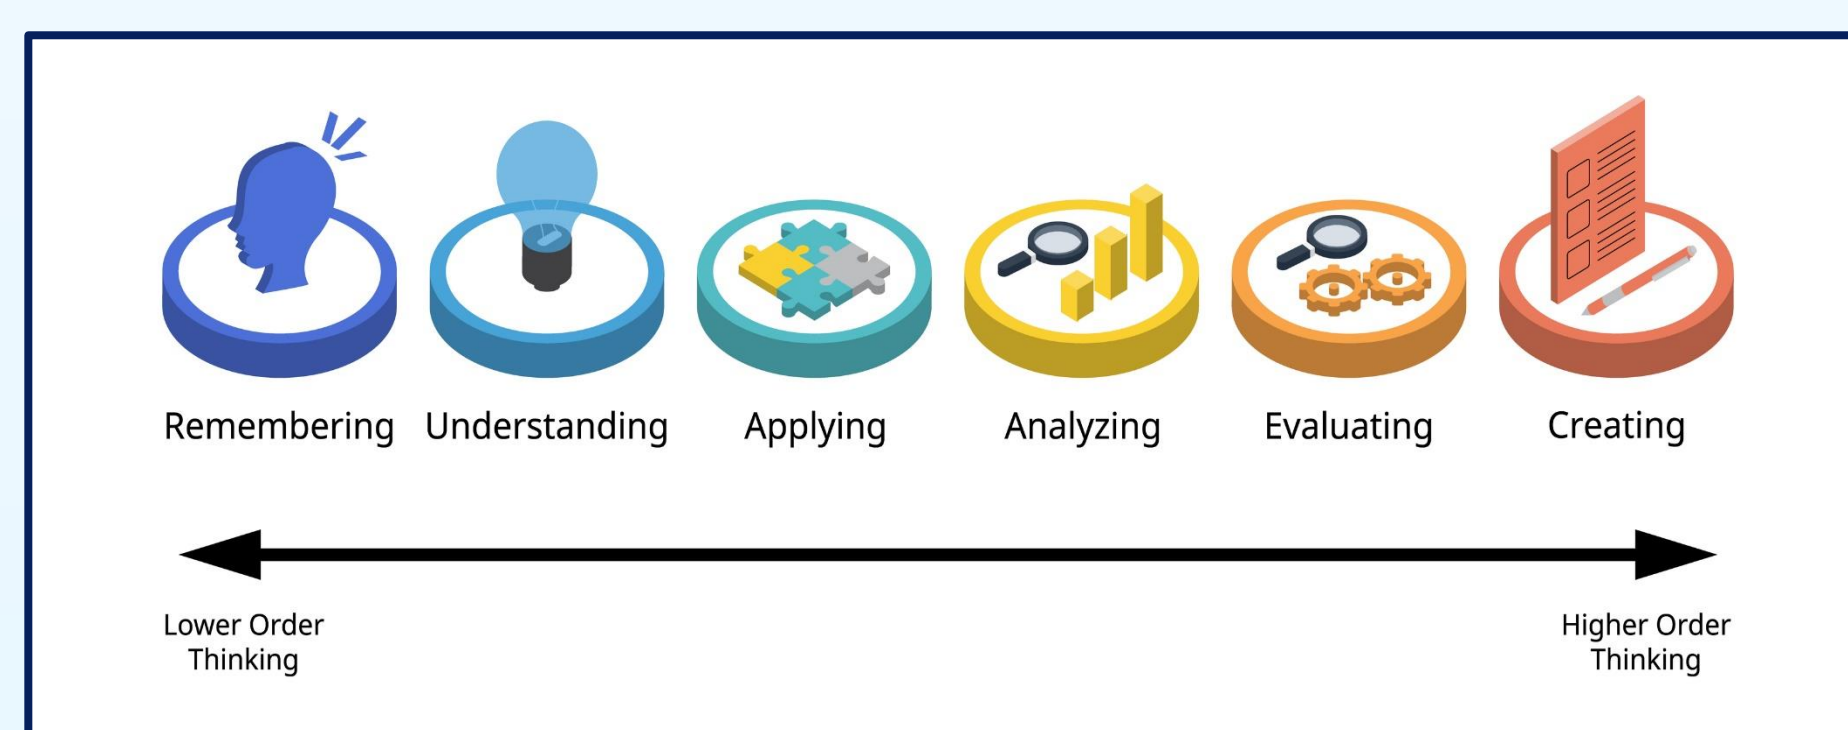 Remembering Understanding Applying Analyzing Evaluating Creating
Lower Order
Thinking
Higher Order
Thinking